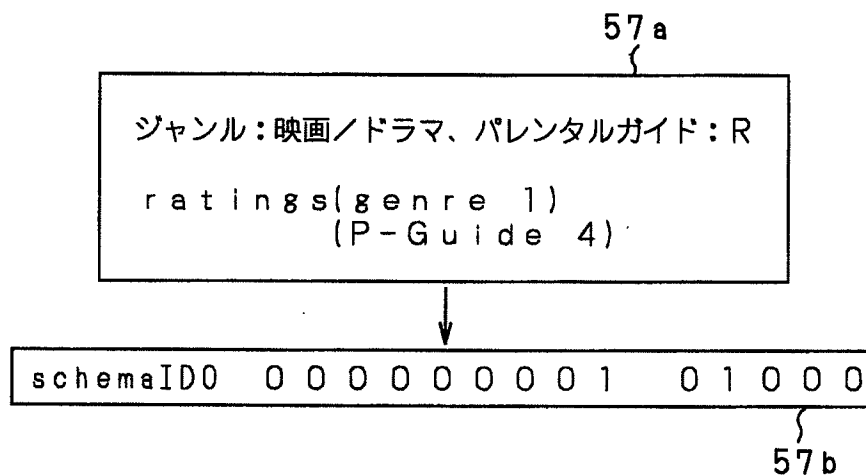 57a
ジャンル:映画/ドラマ、パレンタルガイド:R
ratings(genre 1)
(P-Guide 4)
schemaID0 000000001 01000
57b